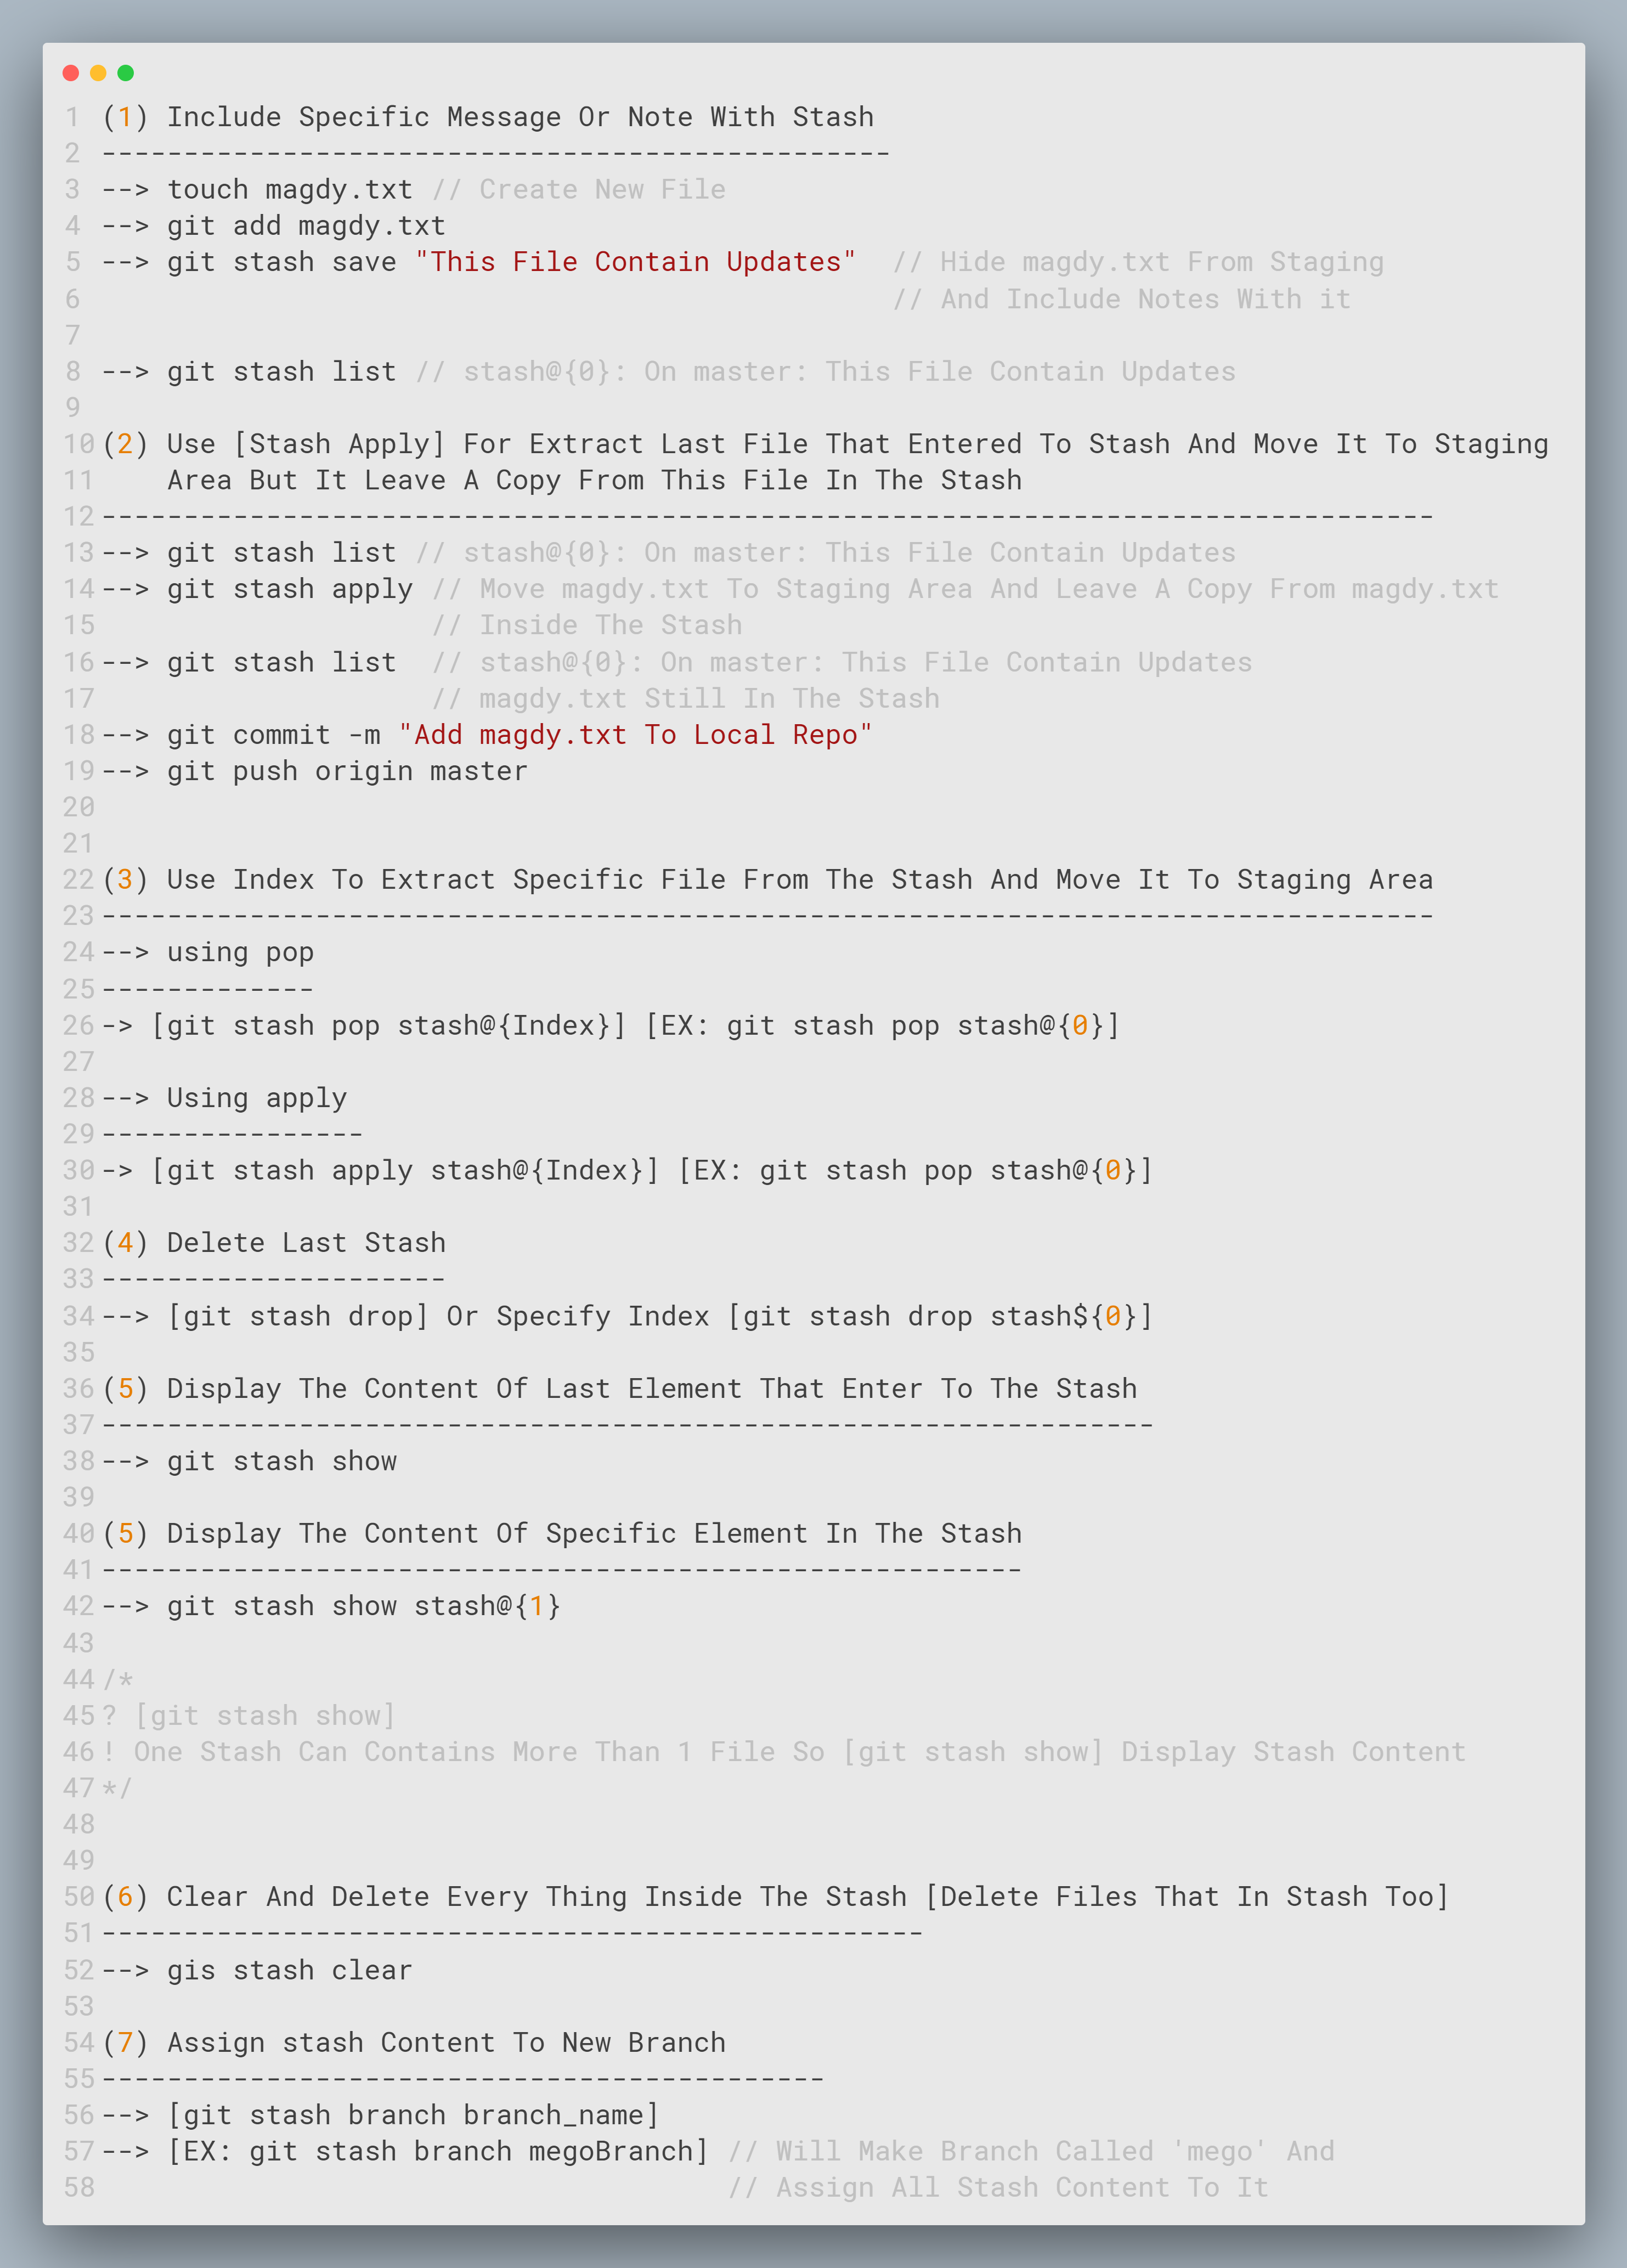 1 (1) Include Specific Message Or Note With Stash
2 ------------------------------------------------
3 --> touch magdy.txt // Create New File
4 --> git add magdy.txt
5 --> git stash save "This File Contain Updates"  // Hide magdy.txt From Staging
6                                                 // And Include Notes With it
7
8 --> git stash list // stash@{0}: On master: This File Contain Updates
9
10 (2) Use [Stash Apply] For Extract Last File That Entered To Stash And Move It To Staging
11     Area But It Leave A Copy From This File In The Stash
12 ---------------------------------------------------------------------------------
13 --> git stash list // stash@{0}: On master: This File Contain Updates
14 --> git stash apply // Move magdy.txt To Staging Area And Leave A Copy From magdy.txt
15                     // Inside The Stash
16 --> git stash list  // stash@{0}: On master: This File Contain Updates
17                     // magdy.txt Still In The Stash
18 --> git commit -m "Add magdy.txt To Local Repo"
19 --> git push origin master
20
21
22 (3) Use Index To Extract Specific File From The Stash And Move It To Staging Area
23 ---------------------------------------------------------------------------------
24 --> using pop
25 -------------
26 -> [git stash pop stash@{Index}] [EX: git stash pop stash@{0}]
27
28 --> Using apply
29 ----------------
30 -> [git stash apply stash@{Index}] [EX: git stash pop stash@{0}]
31
32 (4) Delete Last Stash
33 ---------------------
34 --> [git stash drop] Or Specify Index [git stash drop stash${0}]
35
36 (5) Display The Content Of Last Element That Enter To The Stash
37 ----------------------------------------------------------------
38 --> git stash show
39
40 (5) Display The Content Of Specific Element In The Stash
41 --------------------------------------------------------
42 --> git stash show stash@{1}
43
44 /*
45 ? [git stash show]
46 ! One Stash Can Contains More Than 1 File So [git stash show] Display Stash Content
47 */
48
49
50 (6) Clear And Delete Every Thing Inside The Stash [Delete Files That In Stash Too]
51 --------------------------------------------------
52 --> gis stash clear
53
54 (7) Assign stash Content To New Branch
55 --------------------------------------------
56 --> [git stash branch branch_name]
57 --> [EX: git stash branch megoBranch] // Will Make Branch Called 'mego' And
58                                       // Assign All Stash Content To It